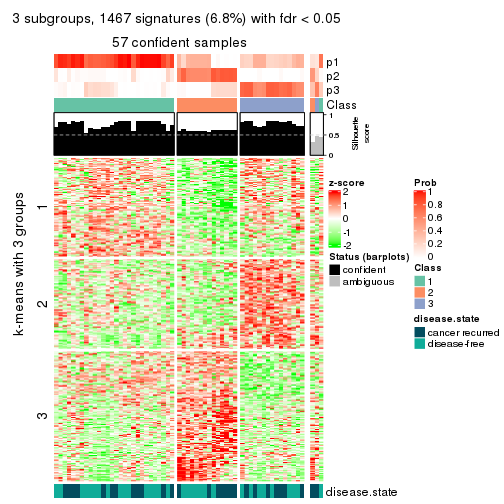 3 subgroups, 1467 signatures (6.8%) with fdr < 0.05
57 confident samples
p1
p2
p3
Class
1
0.5
0
Silhouette
score
k-means with 3 groups
1
2
3
z-score
2
1
0
-1
-2
Status (barplots)
confident
ambiguous
Prob
1
0.8
0.6
0.4
0.2
0
Class
1
2
3
disease.state
cancer recurred
disease-free
disease.state